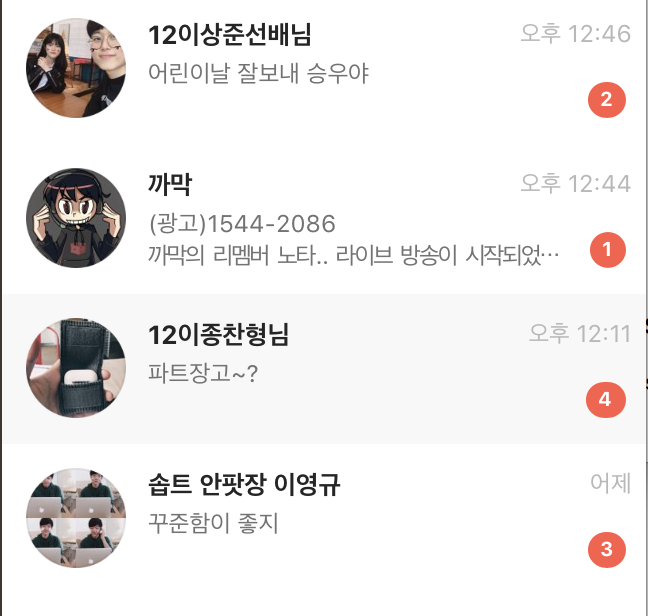 12이상준선배님
오후 12:46
어린이날 잘보내 승우야
2
까막
오후 12:44
(광고)1544-2086
까막의 리멤버 노타.. 라이브 방송이 시작되었…
1
12이종찬형님
오후 12:11
파트장고~?
4
솝트 안팟장 이영규
어제
꾸준함이 좋지
3